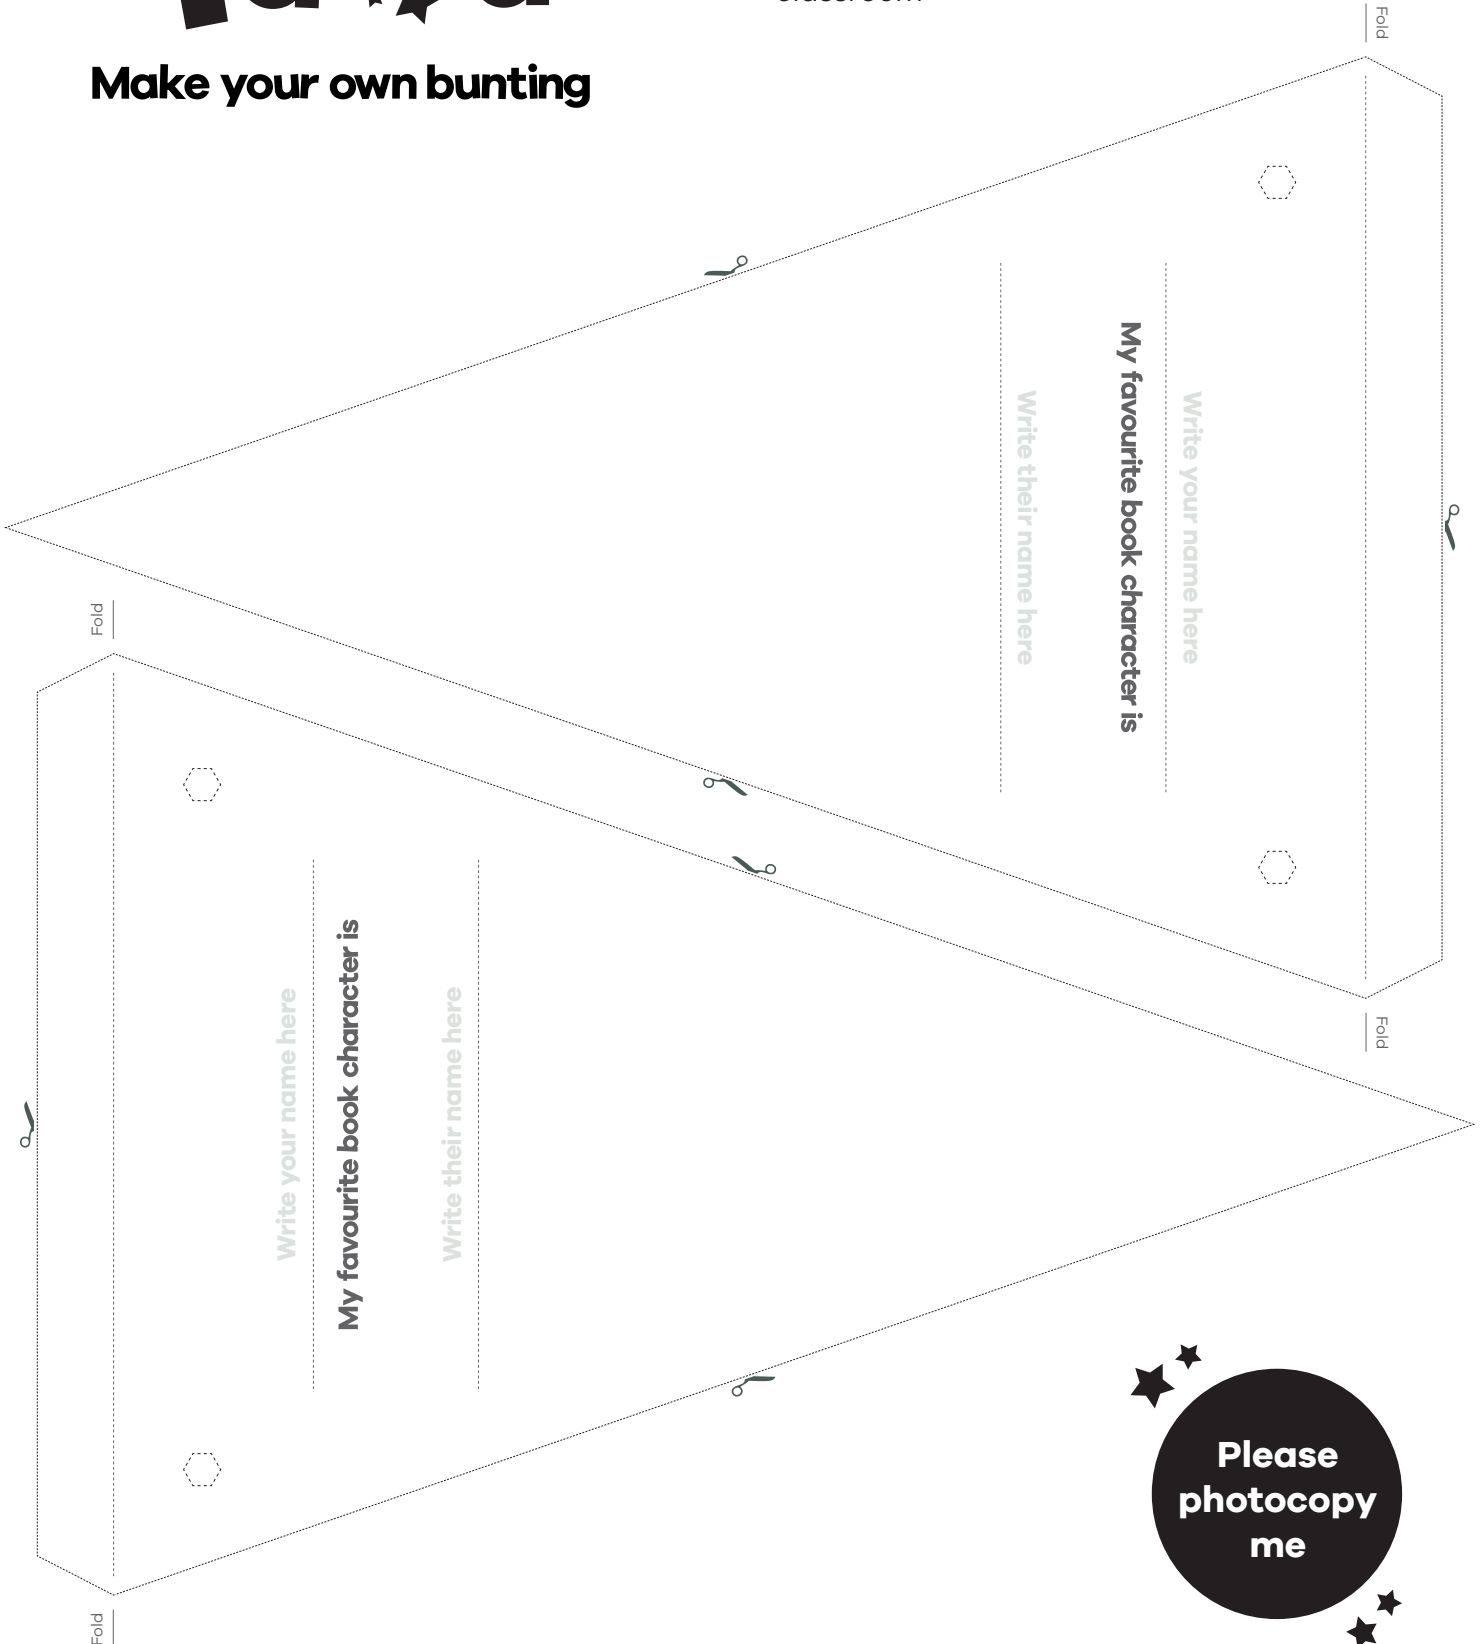 Make your own bunting
Fold
Write your name here
My favourite book character is
Write their name here
Fold
Fold
Write your name here
My favourite book character is
Write their name here
Fold
Please
photocopy
me